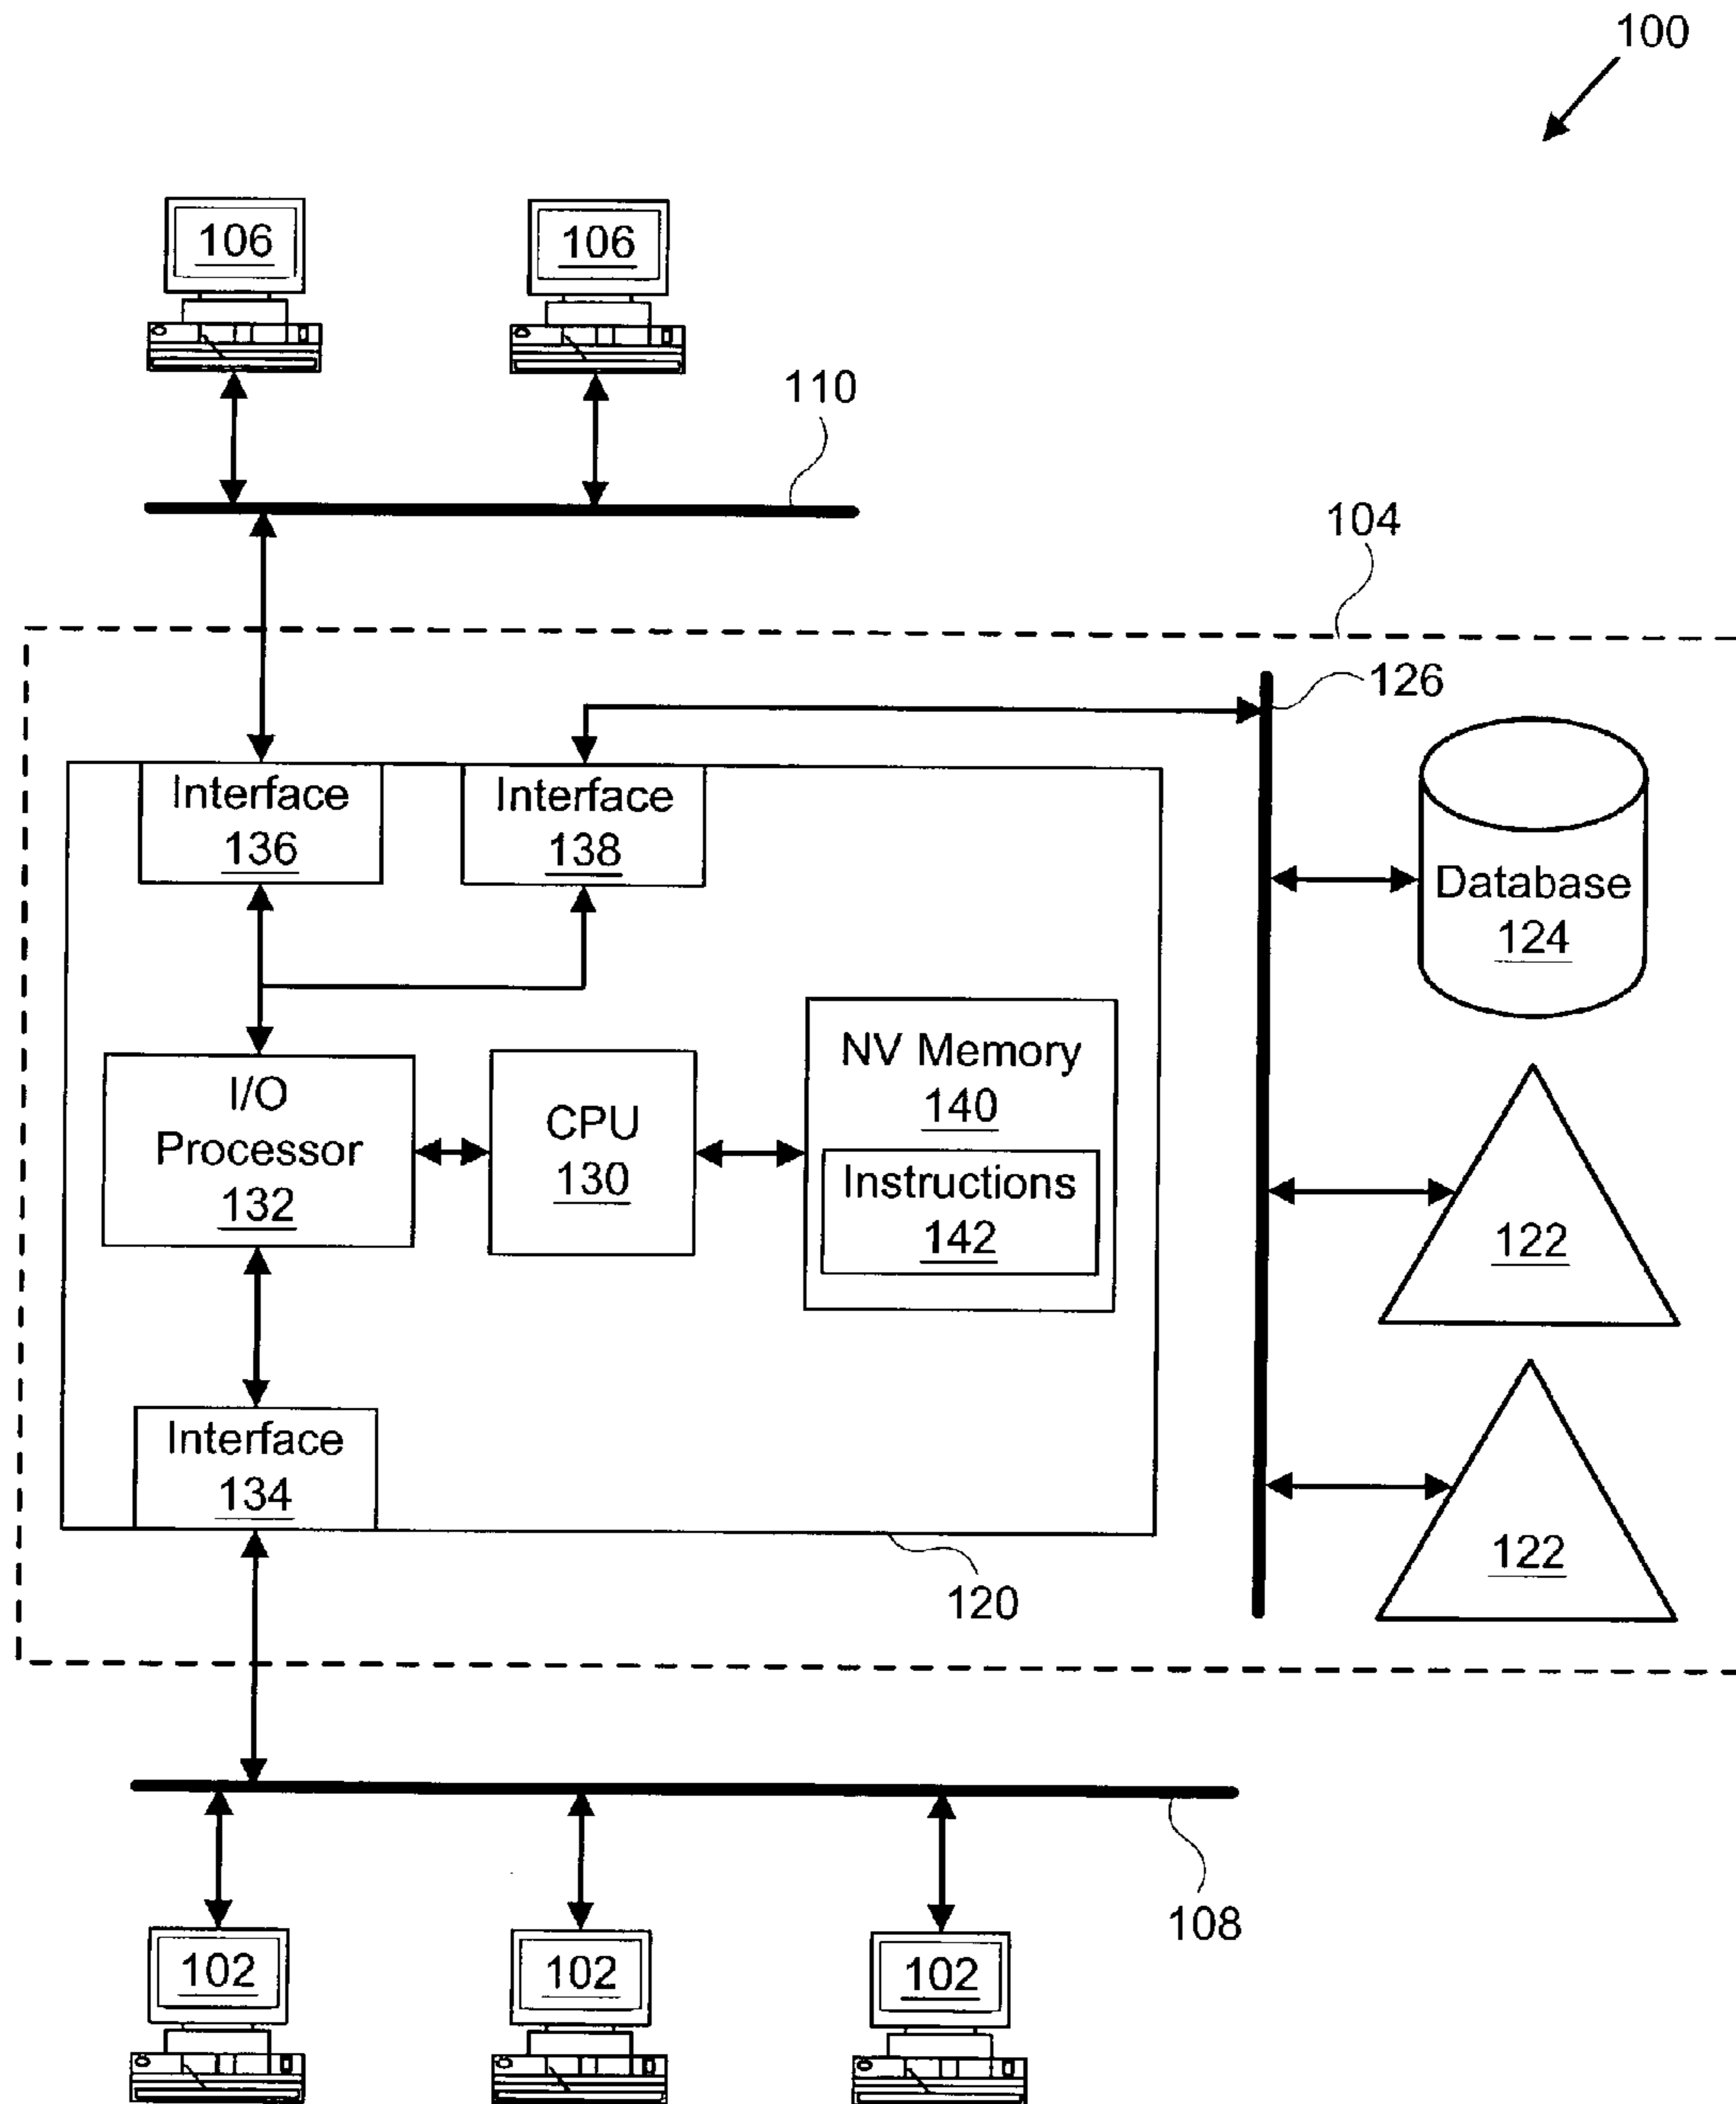 100
106
106
110
104
126
Interface
136
Interface
138
Database
124
I/O
Processor
132
CPU
130
NV Memory
140
Instructions
142
122
Interface
134
122
120
108
102
102
102